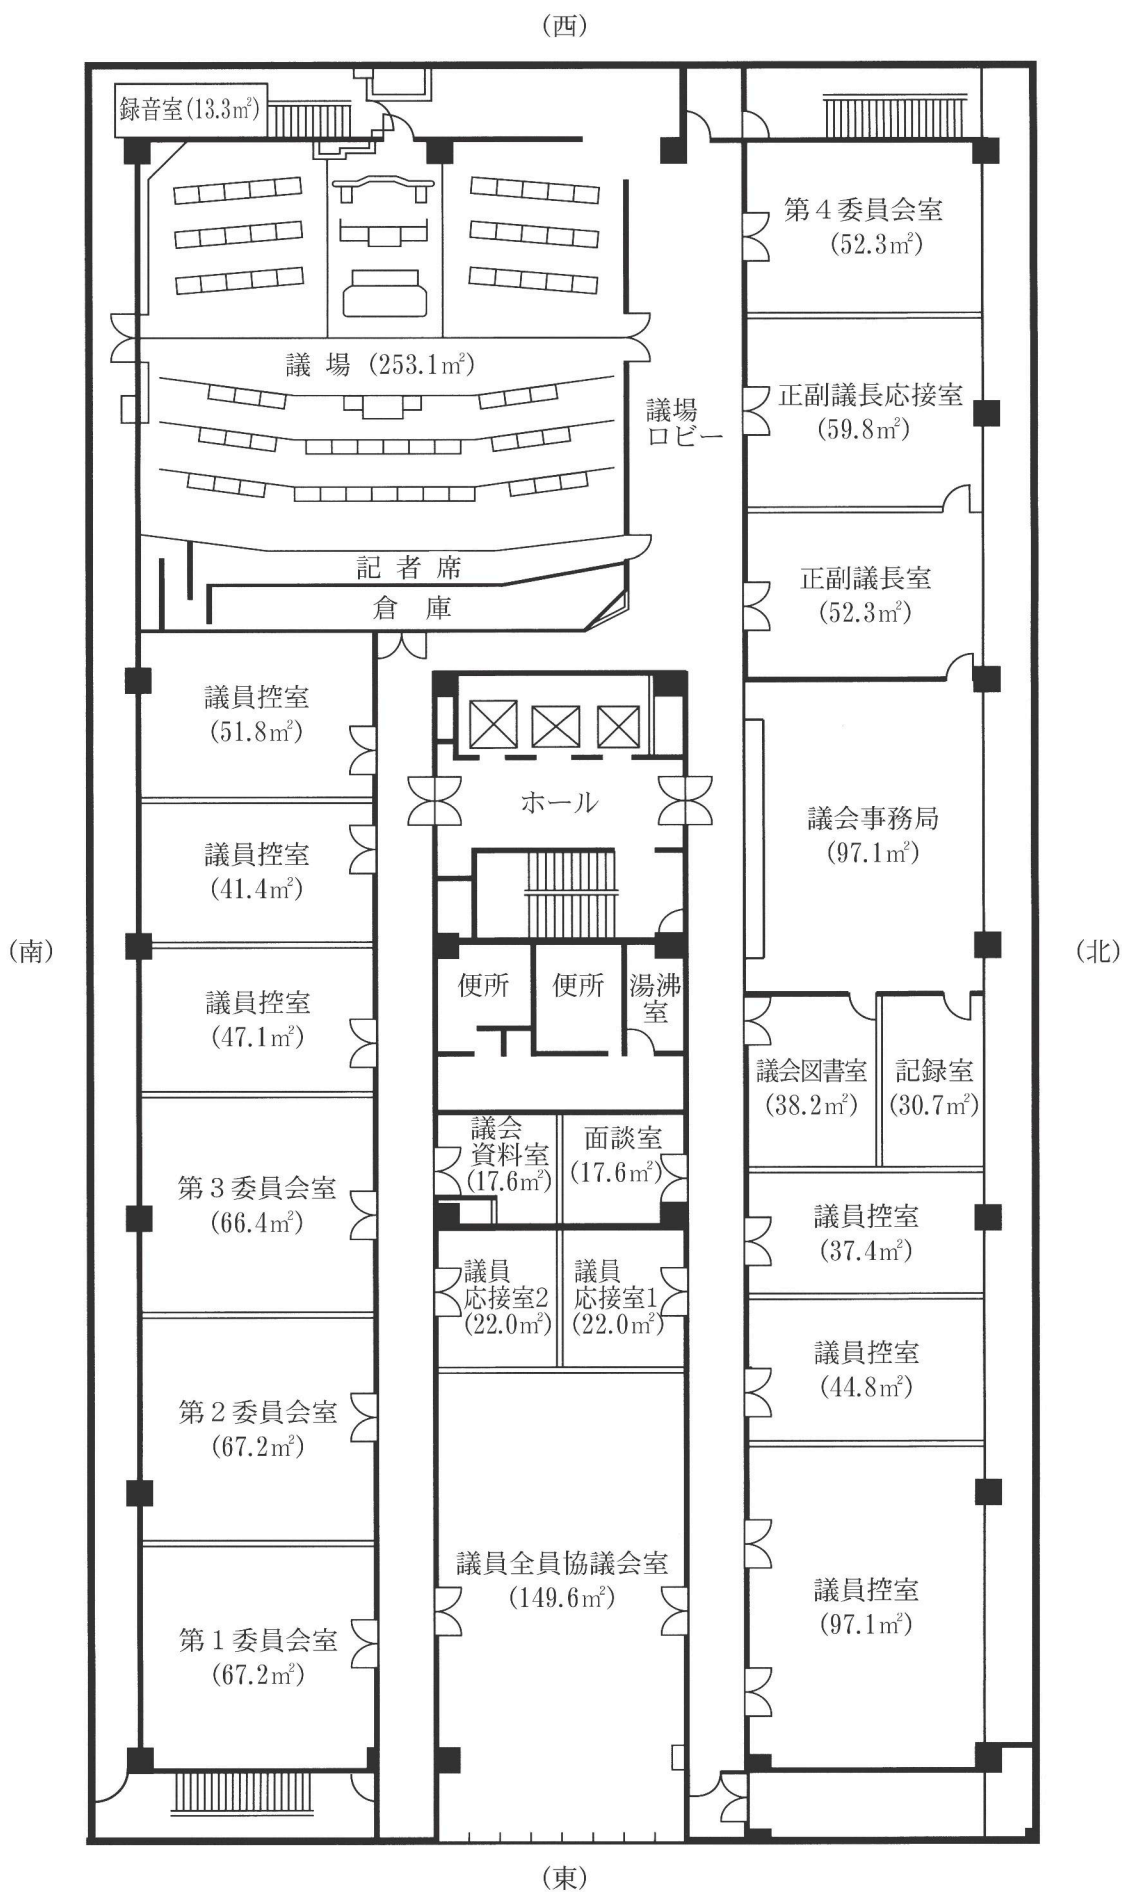 （西）
録音室(13.3㎡)
第４委員会室
(52.3㎡)
議 場 (253.1㎡)
正副議長応接室
(59.8㎡)
議場
ロビー
記 者 席
倉 庫
正副議長室
(52.3㎡)
議員控室
(51.8㎡)
ホール
議会事務局
(97.1㎡)
議員控室
(41.4㎡)
（南）
（北）
議員控室
(47.1㎡)
便所
便所
湯沸
室
議会図書室
(38.2㎡)
記録室
(30.7㎡)
議会
資料室
(17.6㎡)
面談室
(17.6㎡)
第３委員会室
(66.4㎡)
議員控室
(37.4㎡)
議員
応接室2
(22.0㎡)
議員
応接室1
(22.0㎡)
議員控室
(44.8㎡)
第２委員会室
(67.2㎡)
議員全員協議会室
(149.6㎡)
議員控室
(97.1㎡)
第１委員会室
(67.2㎡)
（東）